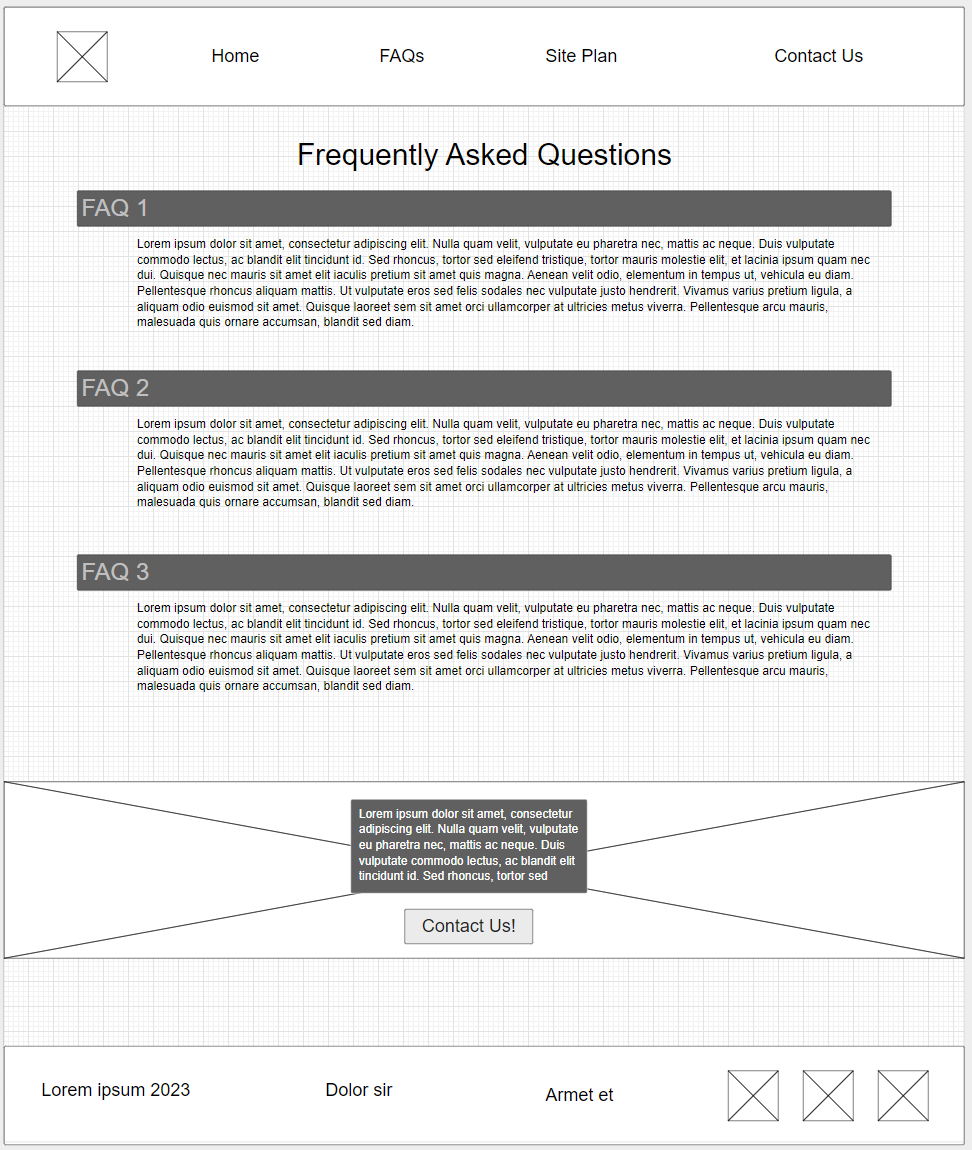 Home FAQs Site Plan Contact Us
Frequently Asked Questions
FAQ 1
Lorem ipsum dolor sit amet, consectetur adipiscing elit. Nulla quam velit, vulputate eu pharetra nec, mattis ac neque. Duis vulputate
commodo lectus, ac blandit elit tincidunt id. Sed rhoncus, tortor sed eleifend tristique, tortor mauris molestie elit, et lacinia ipsum quam nec
dui. Quisque nec mauris sit amet elit iaculis pretium sit amet quis magna. Aenean velit odio, elementum in tempus ut, vehicula eu diam.
Pellentesque rhoncus aliquam mattis. Ut vulputate eros sed felis sodales nec vulputate justo hendrerit. Vivamus varius pretium ligula, a
aliquam odio euismod sit amet. Quisque laoreet sem sit amet orci ullamcorper at ultricies metus viverra. Pellentesque arcu mauris,
malesuada quis ornare accumsan, blandit sed diam.
FAQ 2
Lorem ipsum dolor sit amet, consectetur adipiscing elit. Nulla quam velit, vulputate eu pharetra nec, mattis ac neque. Duis vulputate
commodo lectus, ac blandit elit tincidunt id. Sed rhoncus, tortor sed eleifend tristique, tortor mauris molestie elit, et lacinia ipsum quam nec
dui. Quisque nec mauris sit amet elit iaculis pretium sit amet quis magna. Aenean velit odio, elementum in tempus ut, vehicula eu diam.
Pellentesque rhoncus aliquam mattis. Ut vulputate eros sed felis sodales nec vulputate justo hendrerit. Vivamus varius pretium ligula, a
aliquam odio euismod sit amet. Quisque laoreet sem sit amet orci ullamcorper at ultricies metus viverra. Pellentesque arcu mauris,
malesuada quis ornare accumsan, blandit sed diam.
FAQ 3
Lorem ipsum dolor sit amet, consectetur adipiscing elit. Nulla quam velit, vulputate eu pharetra nec, mattis ac neque. Duis vulputate
commodo lectus, ac blandit elit tincidunt id. Sed rhoncus, tortor sed eleifend tristique, tortor mauris molestie elit, et lacinia ipsum quam nec
dui. Quisque nec mauris sit amet elit iaculis pretium sit amet quis magna. Aenean velit odio, elementum in tempus ut, vehicula eu diam.
Pellentesque rhoncus aliquam mattis. Ut vulputate eros sed felis sodales nec vulputate justo hendrerit. Vivamus varius pretium ligula, a
aliquam odio euismod sit amet. Quisque laoreet sem sit amet orci ullamcorper at ultricies metus viverra. Pellentesque arcu mauris,
malesuada quis ornare accumsan, blandit sed diam.
Lorem ipsum dolor sit amet, consectetur
adipiscing elit. Nulla quam velit, vulputate
eu pharetra nec, mattis ac neque. Duis
vulputate commodo lectus, ac blandit elit
tincidunt id. Sed rhoncus, tortor sed
Contact Us!
Lorem ipsum 2023 Dolor sir Armet et